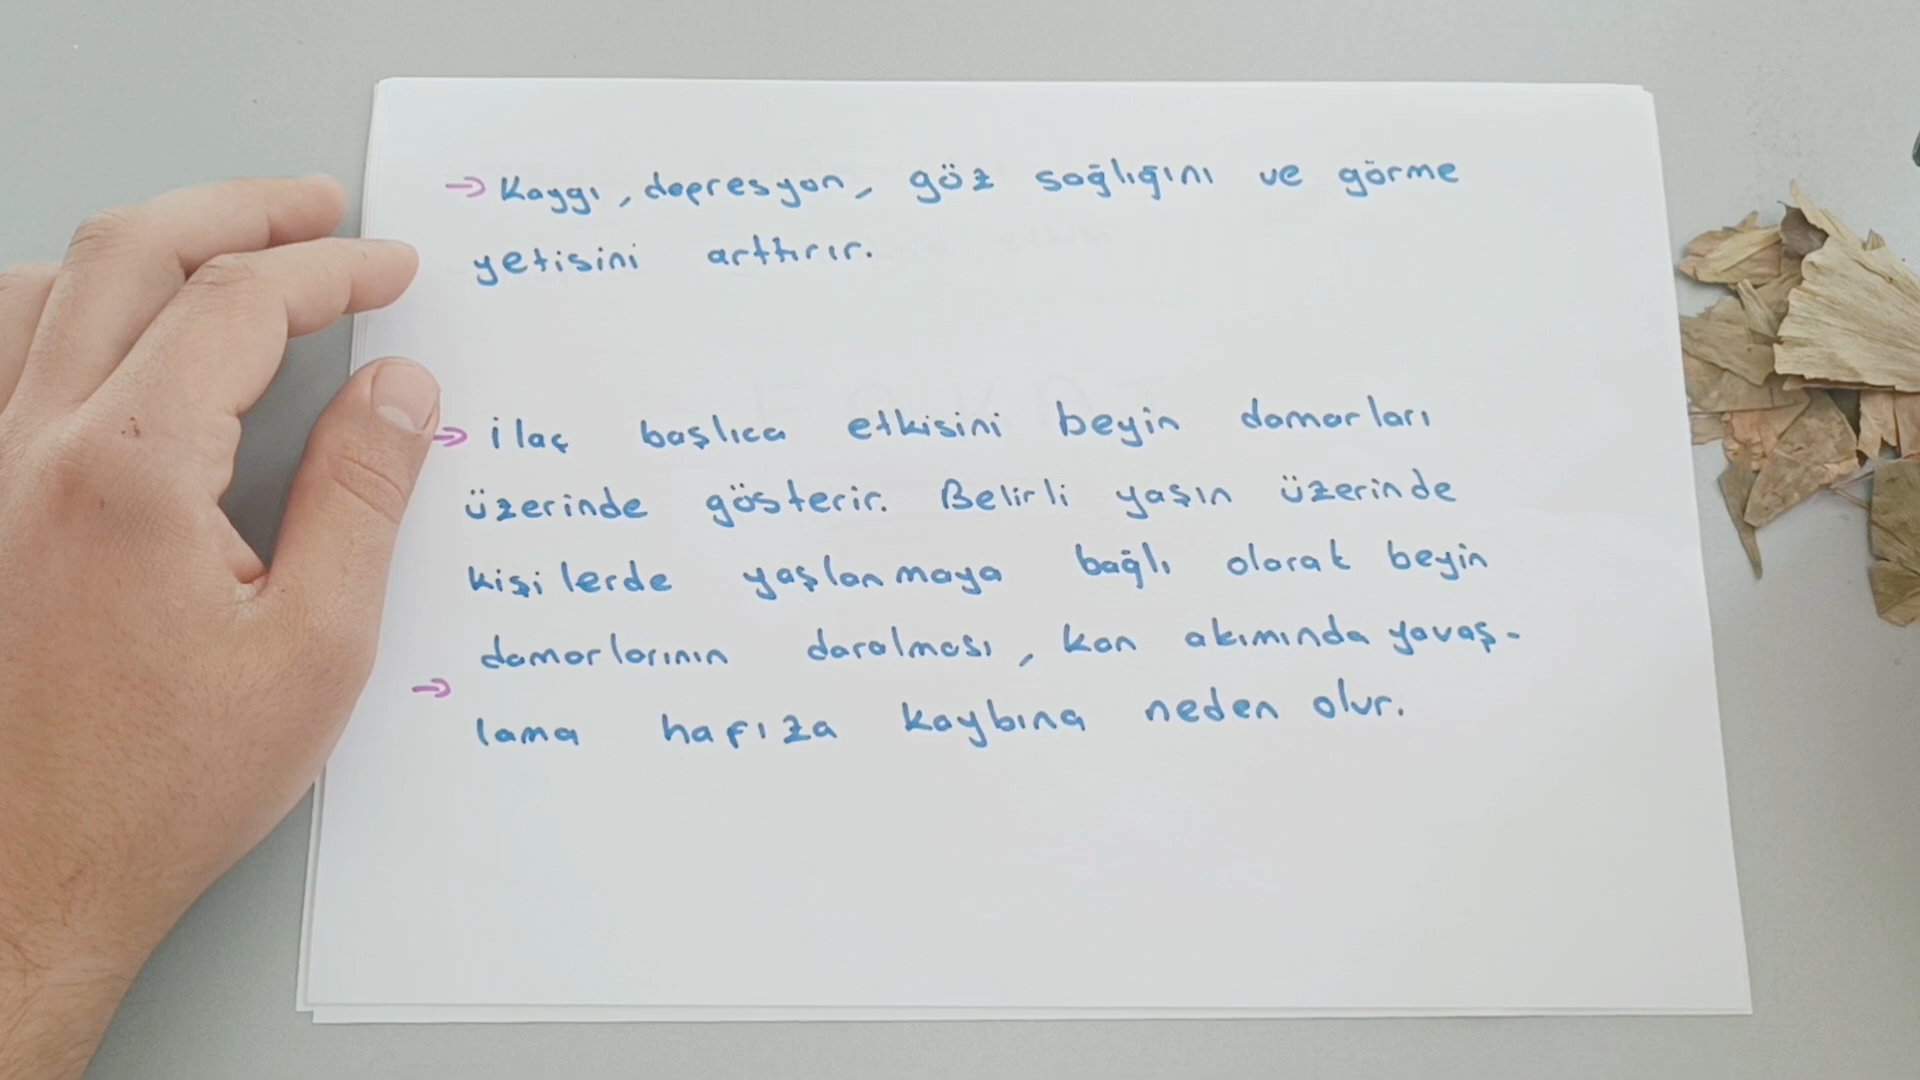 → Kaygı, depresyon, göz sağlığını ve görme
yetisini arttırır.
→ İlaç başlıca etkisini beyin damarları
üzerinde gösterir. Belirli yaşın üzerinde
kişilerde yaşlanmaya bağlı olarak beyin
damarlarının daralması, kan akımında yavaş-
→ lama hafıza kaybına neden olur.